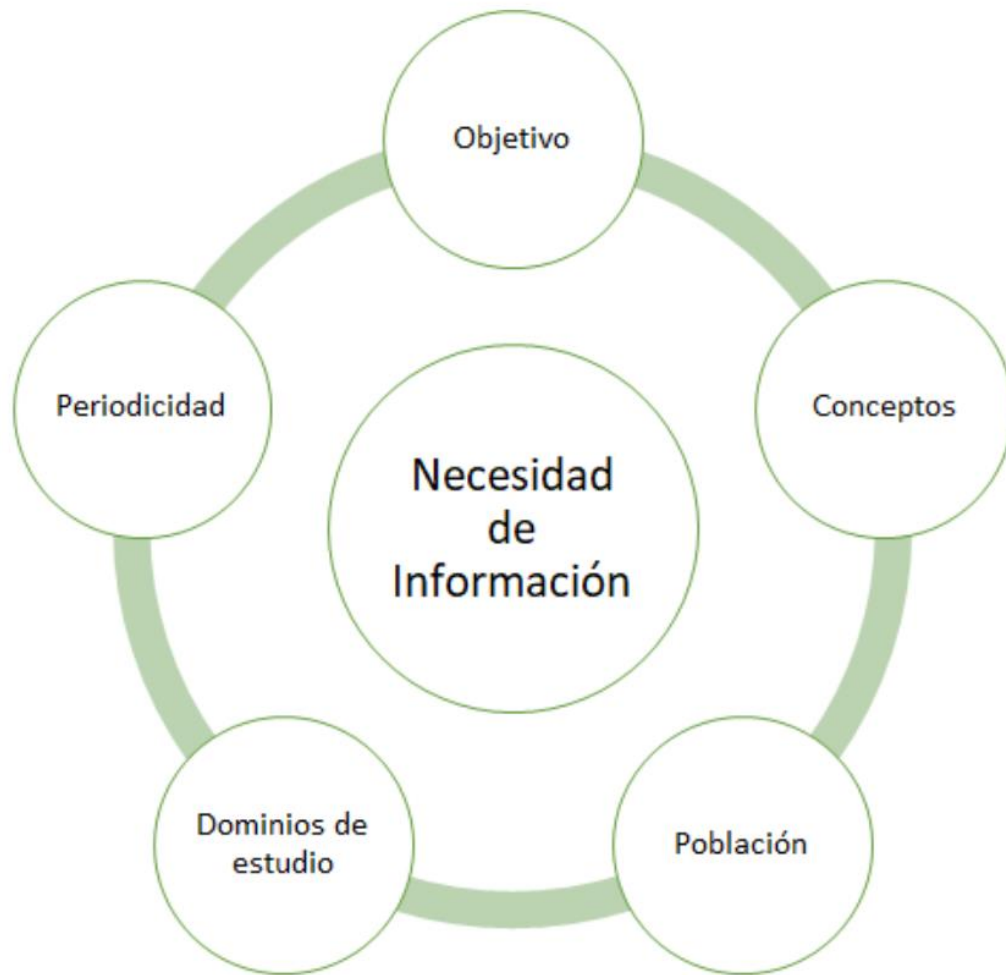 Objetivo
Periodicidad
Conceptos
Necesidad
de
Información
Dominios de
estudio
Población